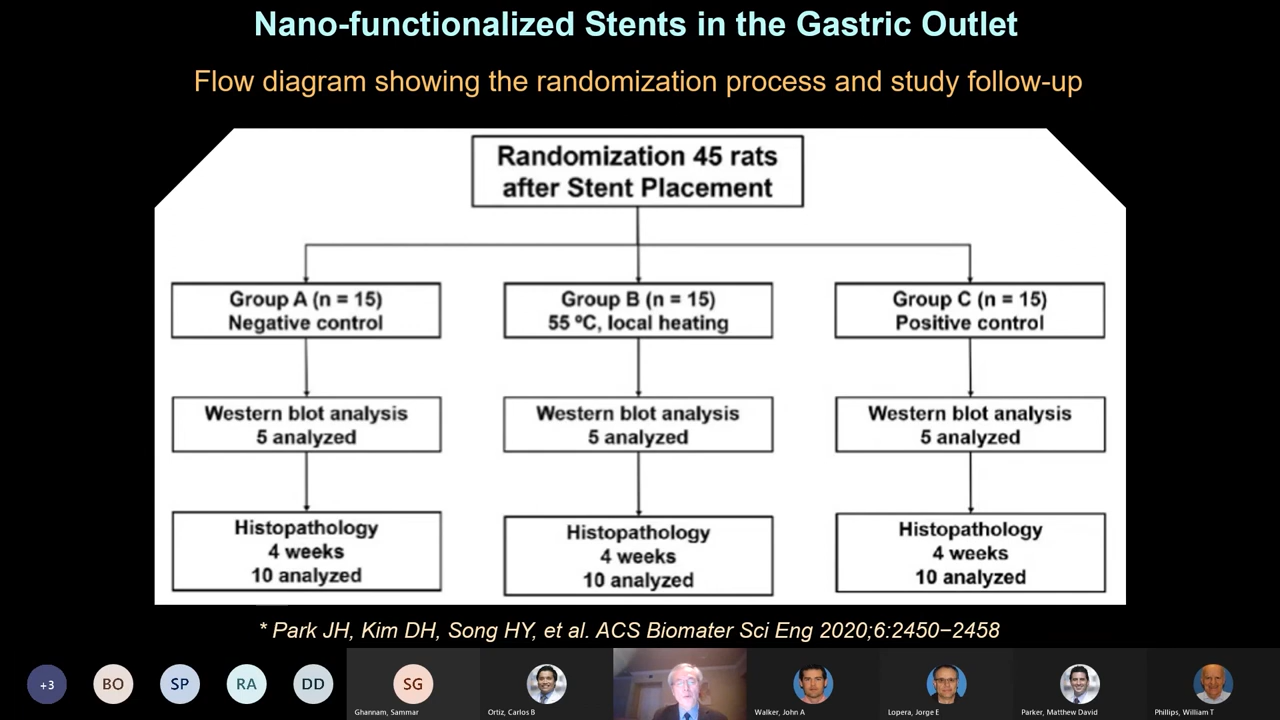 Nano-functionalized Stents in the Gastric Outlet
Flow diagram showing the randomization process and study follow-up
Randomization 45 rats
after Stent Placement
Group A (n = 15)
Negative control
Group B (n = 15)
55 ºC, local heating
Group C (n = 15)
Positive control
Western blot analysis
5 analyzed
Western blot analysis
5 analyzed
Western blot analysis
5 analyzed
Histopathology
4 weeks
10 analyzed
Histopathology
4 weeks
10 analyzed
Histopathology
4 weeks
10 analyzed
* Park JH, Kim DH, Song HY, et al. ACS Biomater Sci Eng 2020;6:2450−2458
+3
BO
SP
RA
DD
SG
Ghannam, Sammar
Ortiz, Carlos B
Walker, John A
Lopera, Jorge E
Parker, Matthew David
Phillips, William T